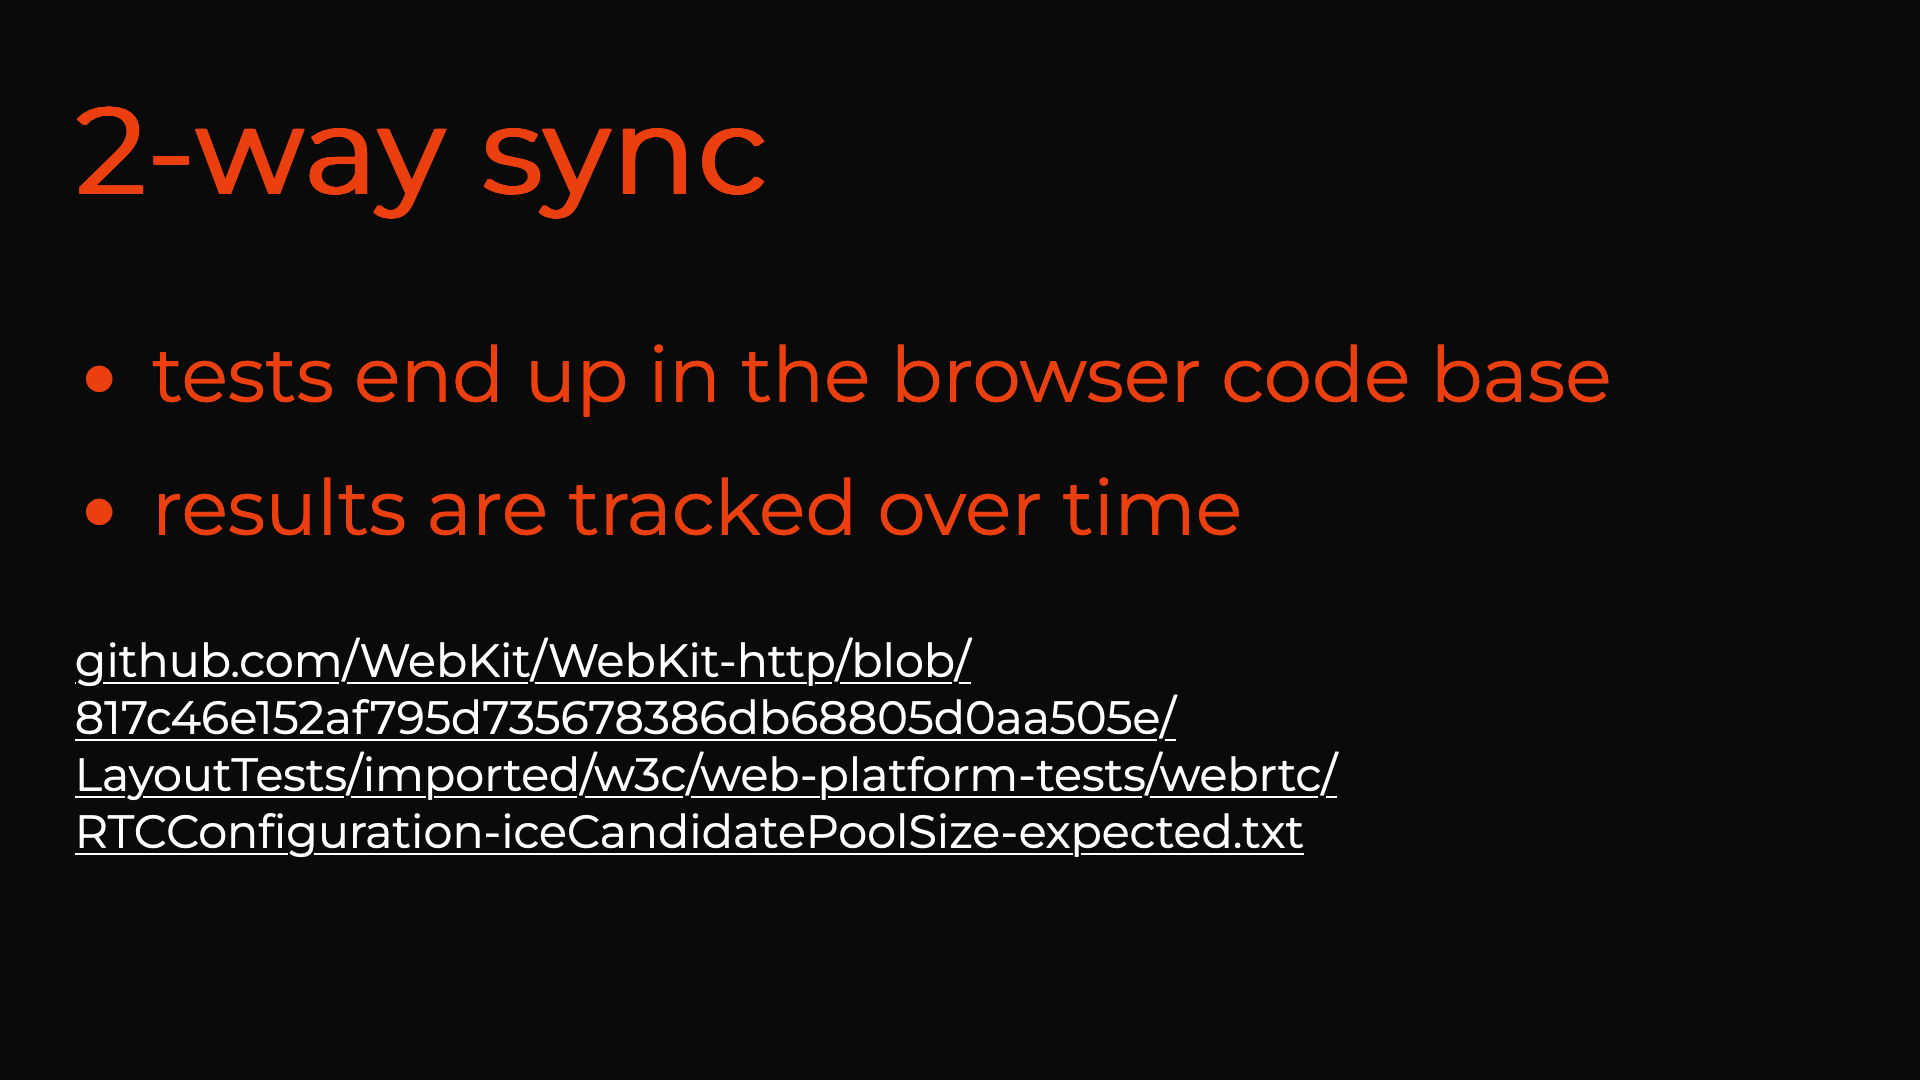 2-way sync
• tests end up in the browser code base
• results are tracked over time
github.com/WebKit/WebKit-http/blob/
817c46e152af795d735678386db68805d0aa505e/
LayoutTests/imported/w3c/web-platform-tests/webrtc/
RTCConfiguration-iceCandidatePoolSize-expected.txt